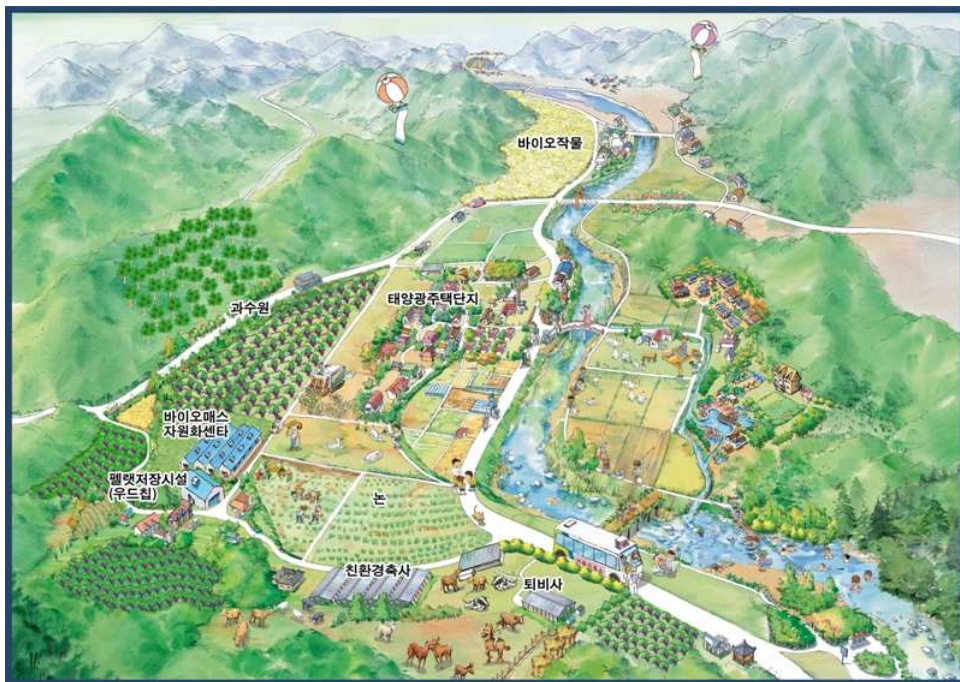 바이오작물
태양광주택단지
과수원
바이오매스
자원화센타
펠랫저장시설
(우드칩)
논
친환경축사
퇴비사